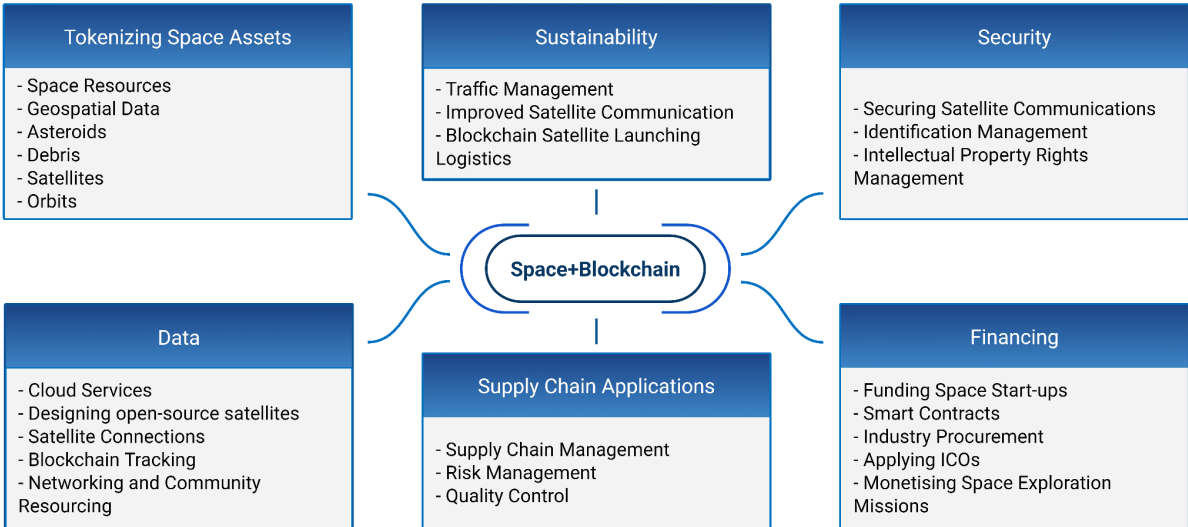 Tokenizing Space Assets
- Space Resources
- Geospatial Data
- Asteroids
- Debris
- Satellites
- Orbits
Sustainability
- Traffic Management
- Improved Satellite Communication
- Blockchain Satellite Launching
Logistics
Security
- Securing Satellite Communications
- Identification Management
- Intellectual Property Rights
Management
Space+Blockchain
Data
- Cloud Services
- Designing open-source satellites
- Satellite Connections
- Blockchain Tracking
- Networking and Community
Resourcing
Supply Chain Applications
- Supply Chain Management
- Risk Management
- Quality Control
Financing
- Funding Space Start-ups
- Smart Contracts
- Industry Procurement
- Applying ICOs
- Monetising Space Exploration
Missions